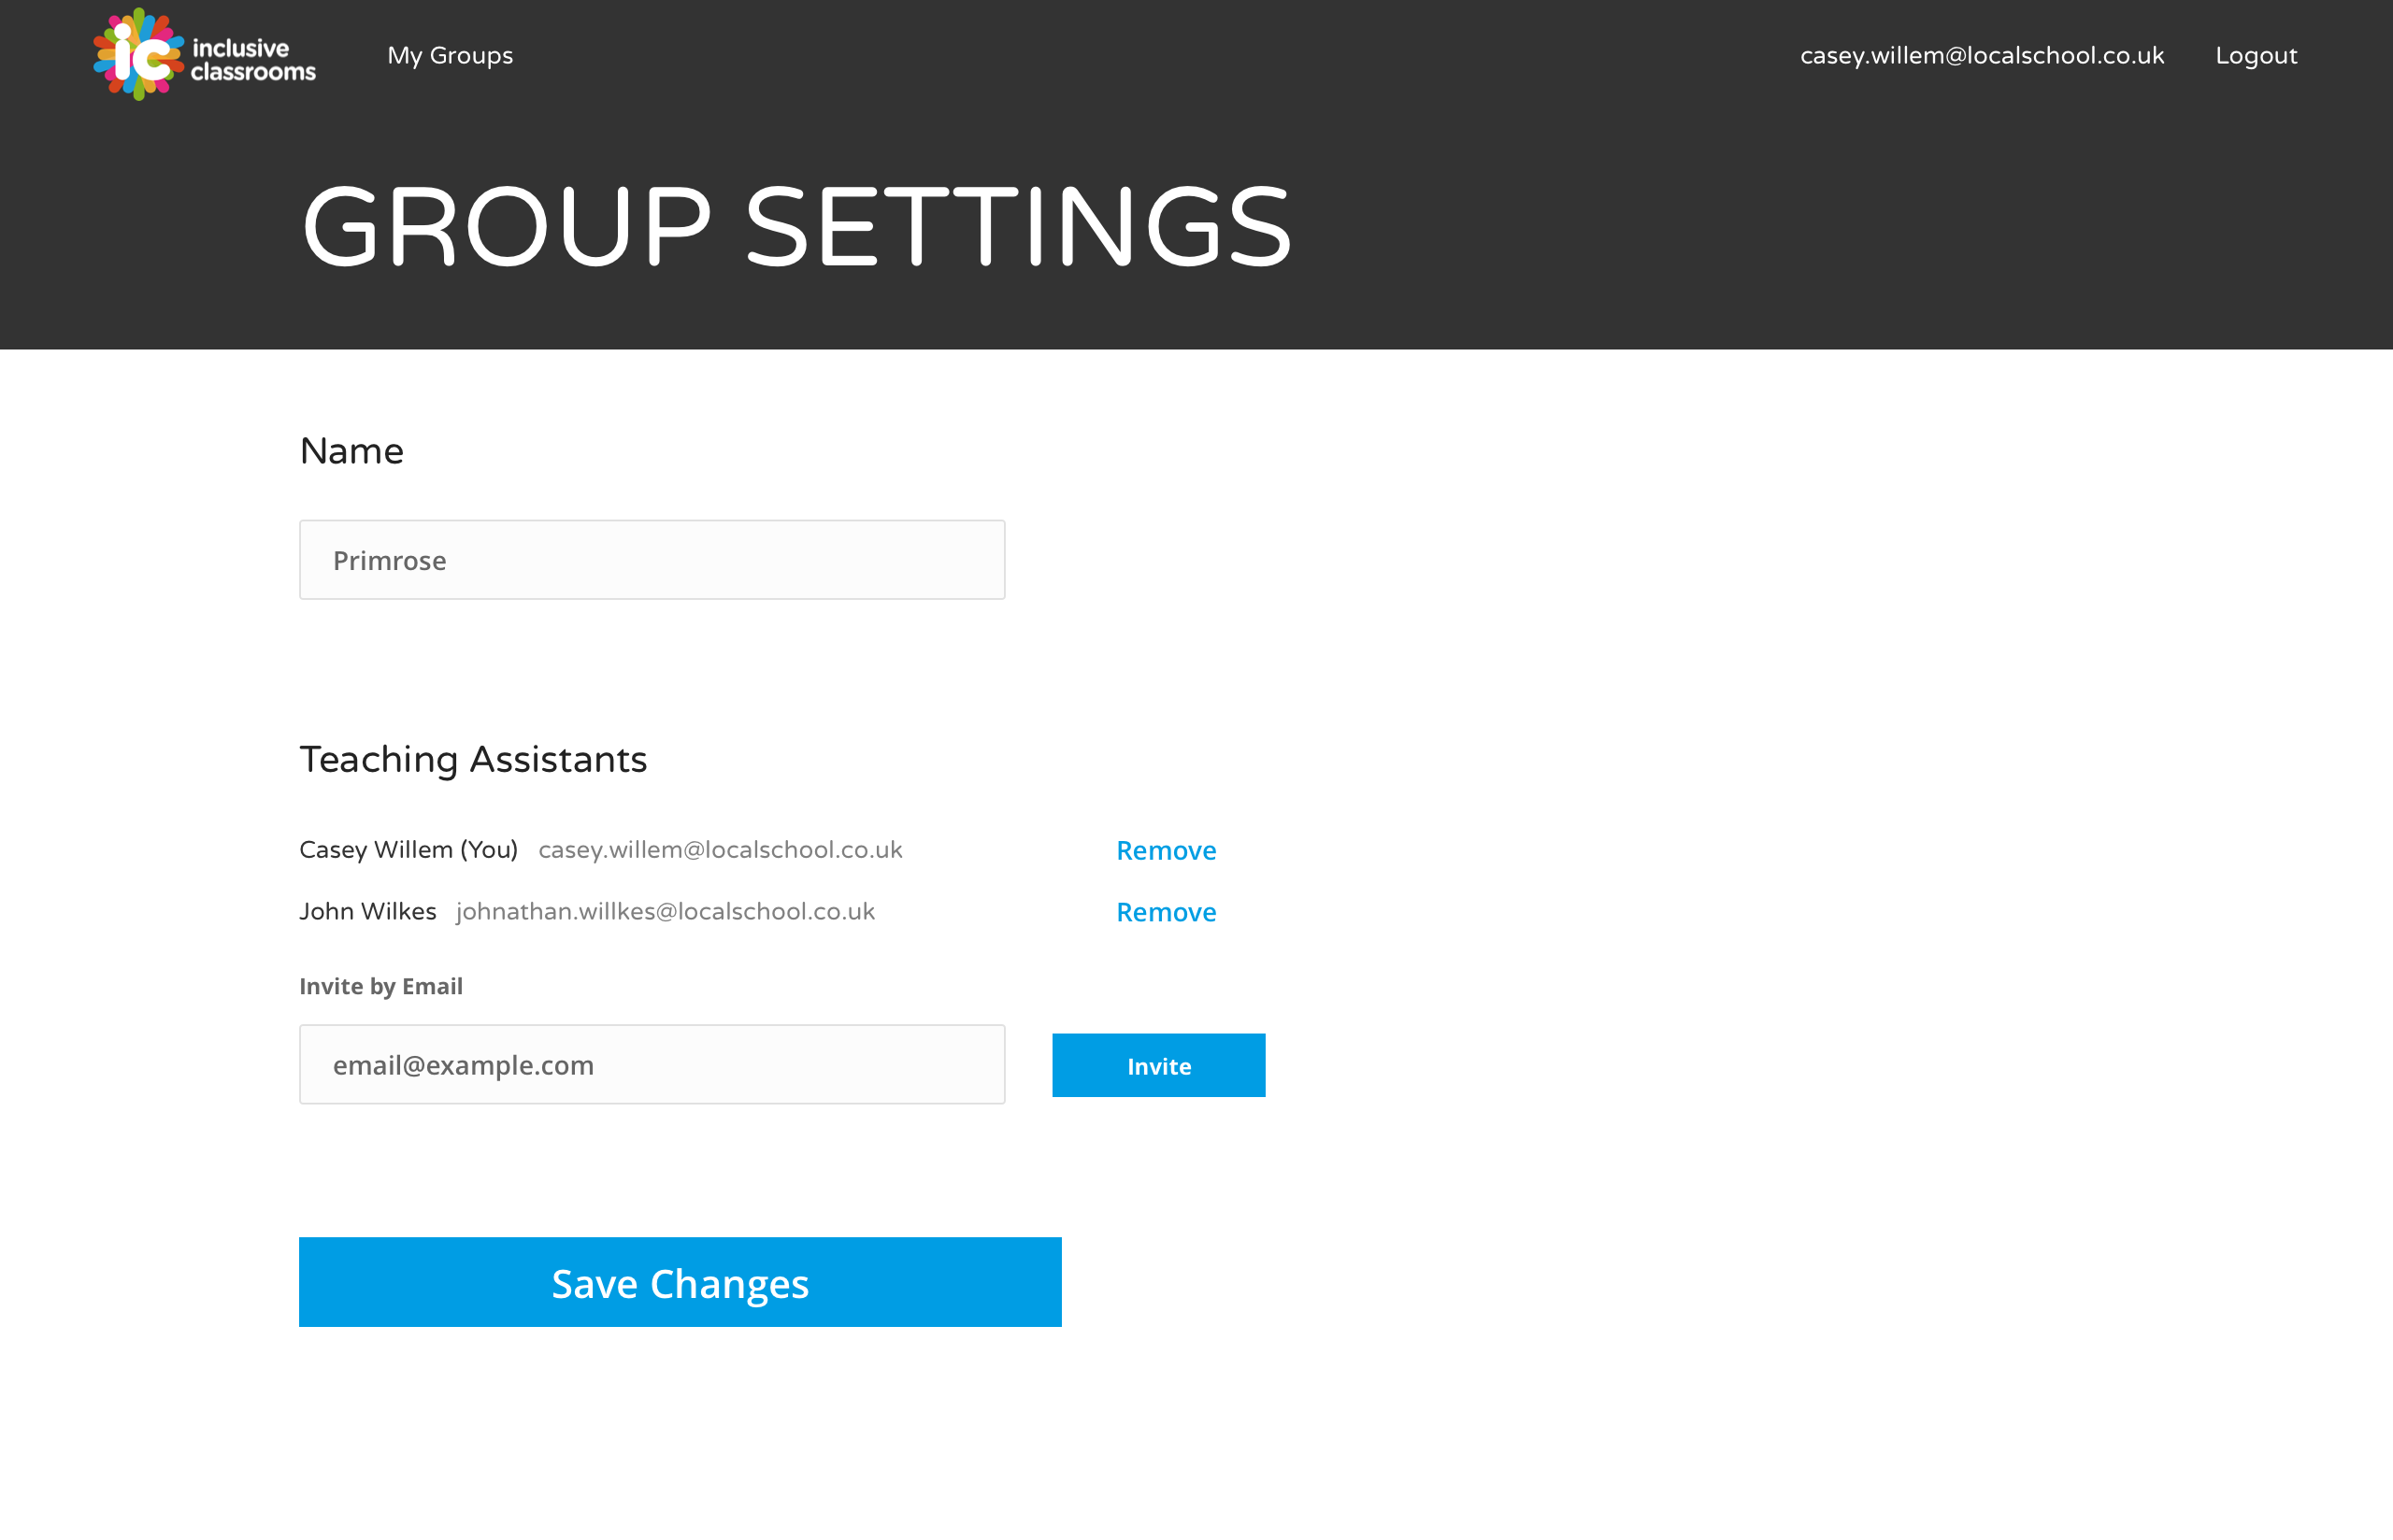 ic inclusive
classrooms
My Groups
casey.willem@localschool.co.uk
Logout
GROUP SETTINGS
Name
Primrose
Teaching Assistants
Casey Willem (You) casey.willem@localschool.co.uk Remove
John Wilkes johnathan.willkes@localschool.co.uk Remove
Invite by Email
email@example.com
Invite
Save Changes